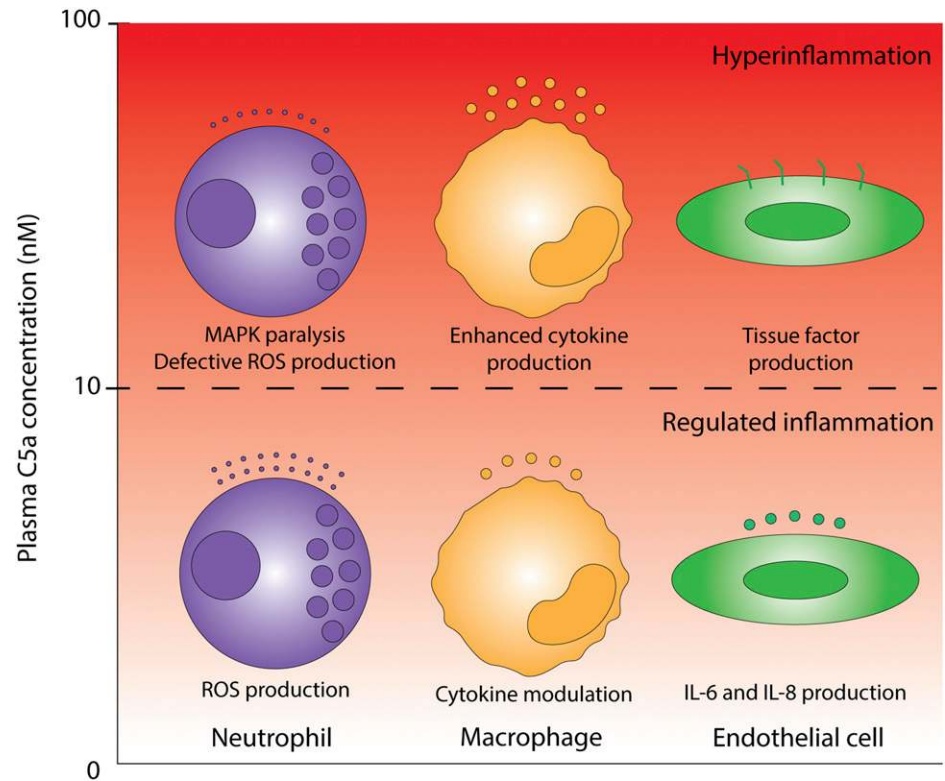 100
Hyperinflammation
MAPK paralysis
Defective ROS production
Enhanced cytokine
production
Tissue factor
production
Plasma C5a concentration (nM)
10
Regulated inflammation
ROS production
Cytokine modulation
IL-6 and IL-8 production
Neutrophil
Macrophage
Endothelial cell
0